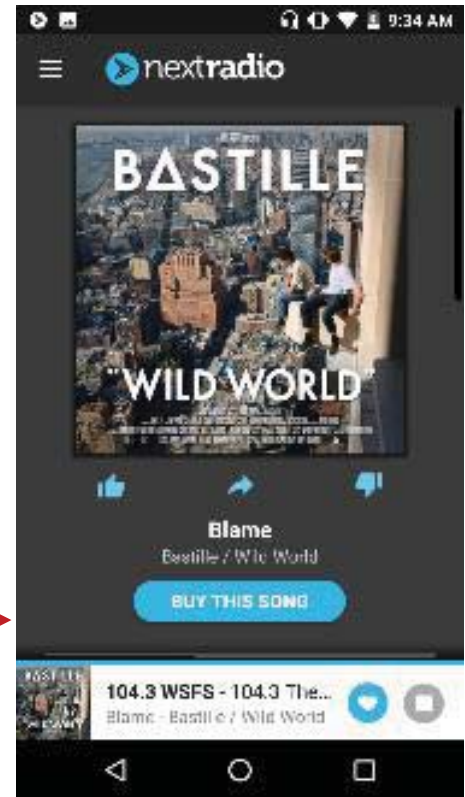 9:34 AM
nextradio
BASTILLE
"WILD WORLD"
Blame
Bastille / Wild World
BUY THIS SONG
BASTILLE
104.3 WSFS - 104.3 The...
Blame - Bastille / Wild World